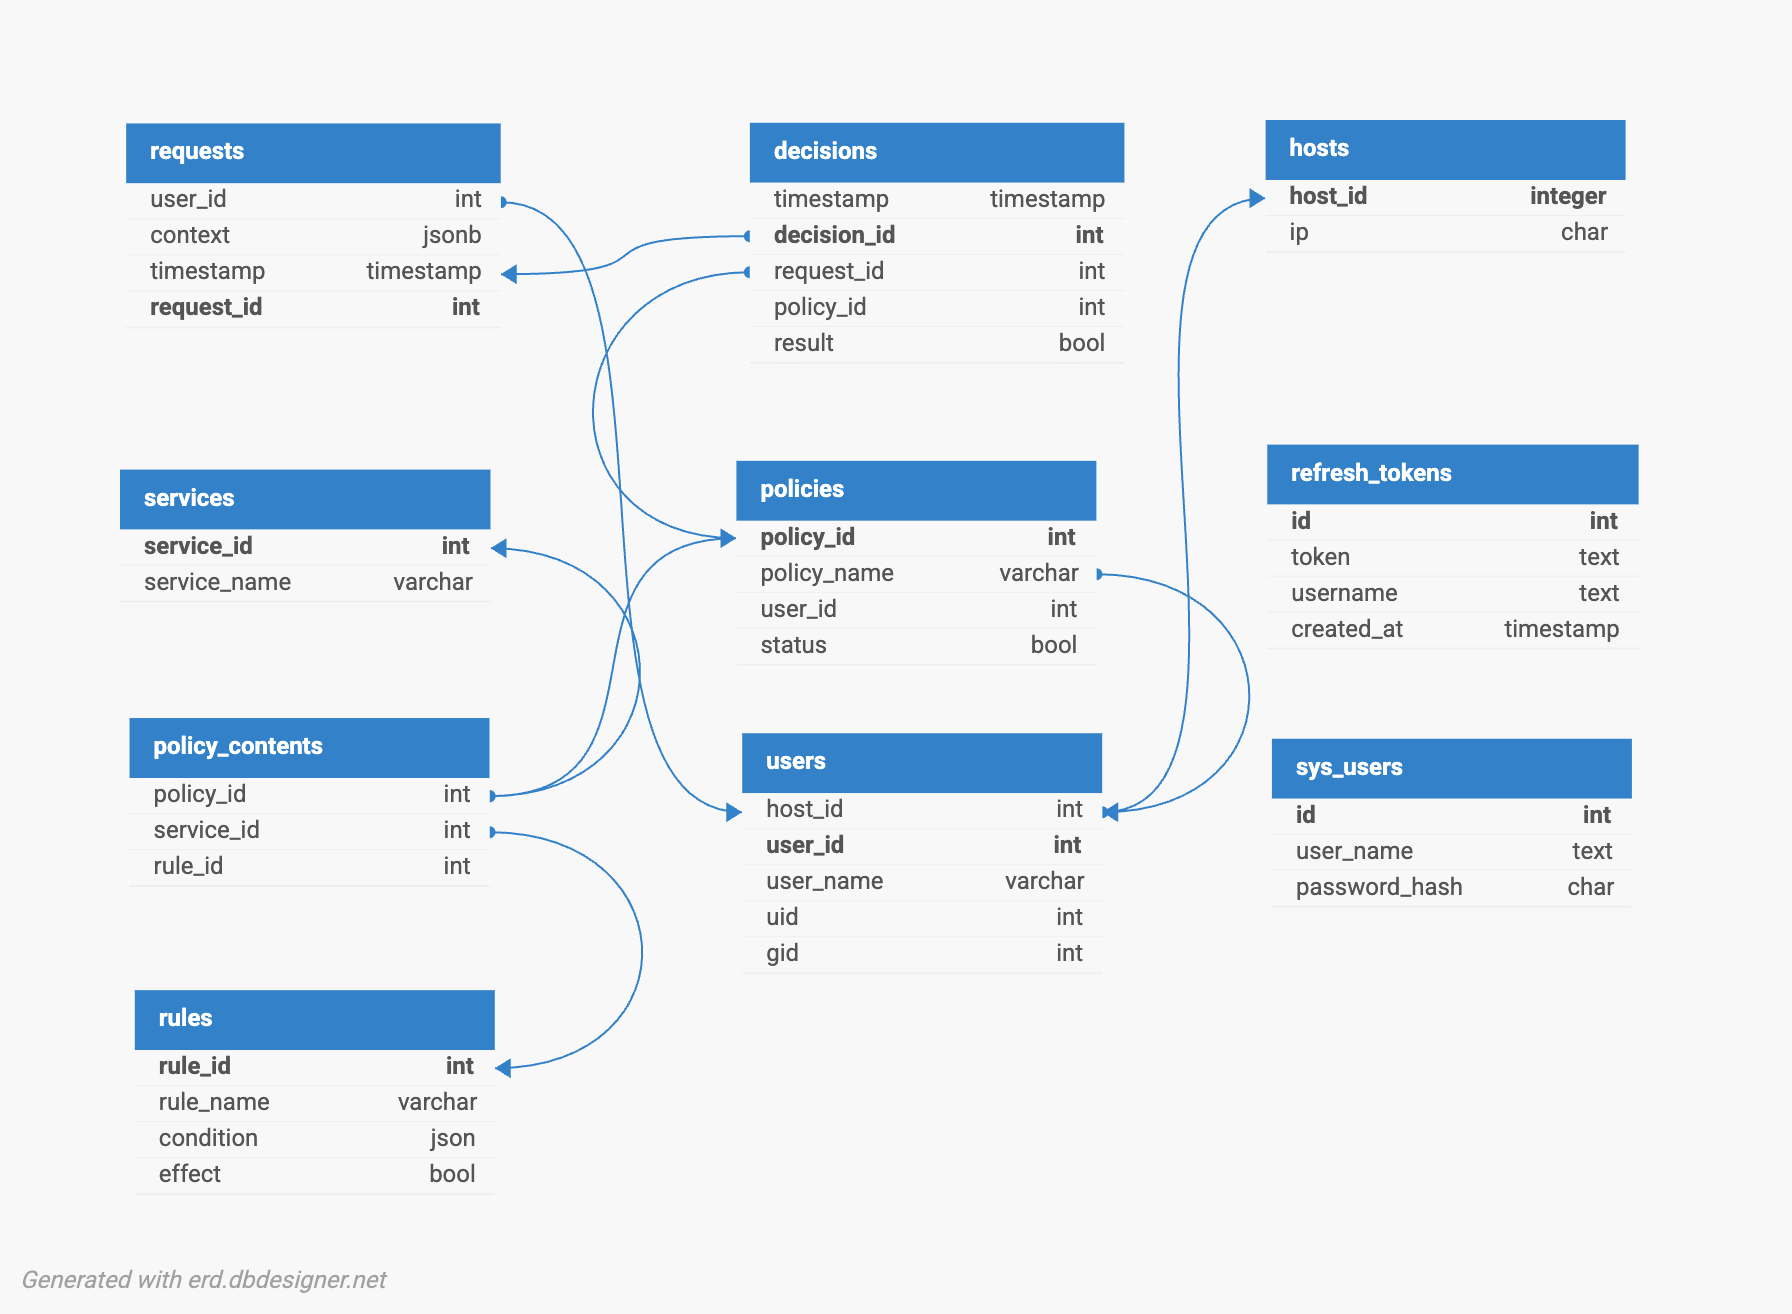 requests
user_id int
context jsonb
timestamp timestamp
request_id int
decisions
timestamp timestamp
decision_id int
request_id int
policy_id int
result bool
hosts
host_id integer
ip char
services
service_id int
service_name varchar
policies
policy_id int
policy_name varchar
user_id int
status bool
refresh_tokens
id int
token text
username text
created_at timestamp
policy_contents
policy_id int
service_id int
rule_id int
users
host_id int
user_id int
user_name varchar
uid int
gid int
sys_users
id int
user_name text
password_hash char
rules
rule_id int
rule_name varchar
condition json
effect bool
Generated with erd.dbdesigner.net